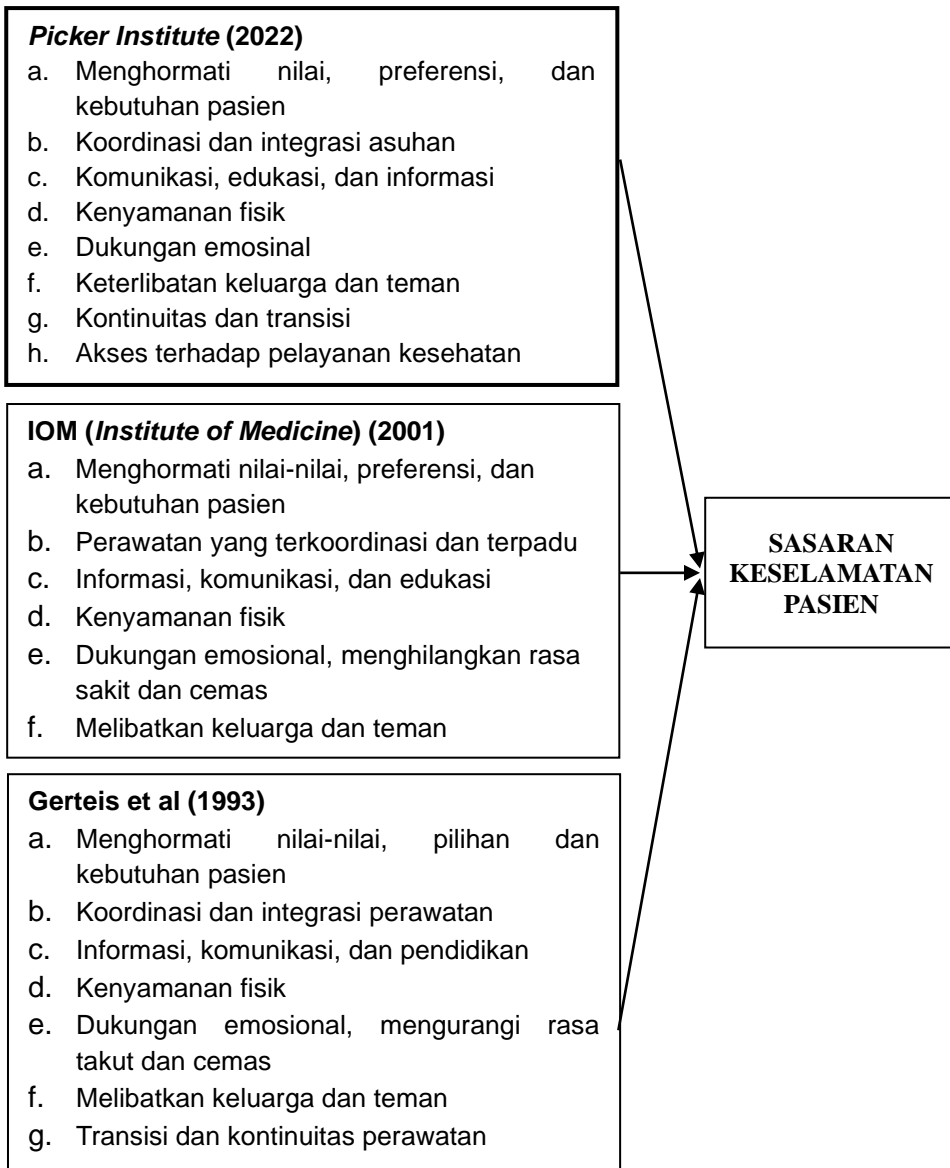 Picker Institute (2022)
a. Menghormati nilai, preferensi, dan
kebutuhan pasien
b. Koordinasi dan integrasi asuhan
c. Komunikasi, edukasi, dan informasi
d. Kenyamanan fisik
e. Dukungan emosinal
f. Keterlibatan keluarga dan teman
g. Kontinuitas dan transisi
h. Akses terhadap pelayanan kesehatan
IOM (Institute of Medicine) (2001)
a. Menghormati nilai-nilai, preferensi, dan
kebutuhan pasien
b. Perawatan yang terkoordinasi dan terpadu
c. Informasi, komunikasi, dan edukasi
d. Kenyamanan fisik
e. Dukungan emosional, menghilangkan rasa
sakit dan cemas
f. Melibatkan keluarga dan teman
Gerteis et al (1993)
a. Menghormati nilai-nilai, pilihan dan
kebutuhan pasien
b. Koordinasi dan integrasi perawatan
c. Informasi, komunikasi, dan pendidikan
d. Kenyamanan fisik
e. Dukungan emosional, mengurangi rasa
takut dan cemas
f. Melibatkan keluarga dan teman
g. Transisi dan kontinuitas perawatan
SASARAN
KESELAMATAN
PASIEN